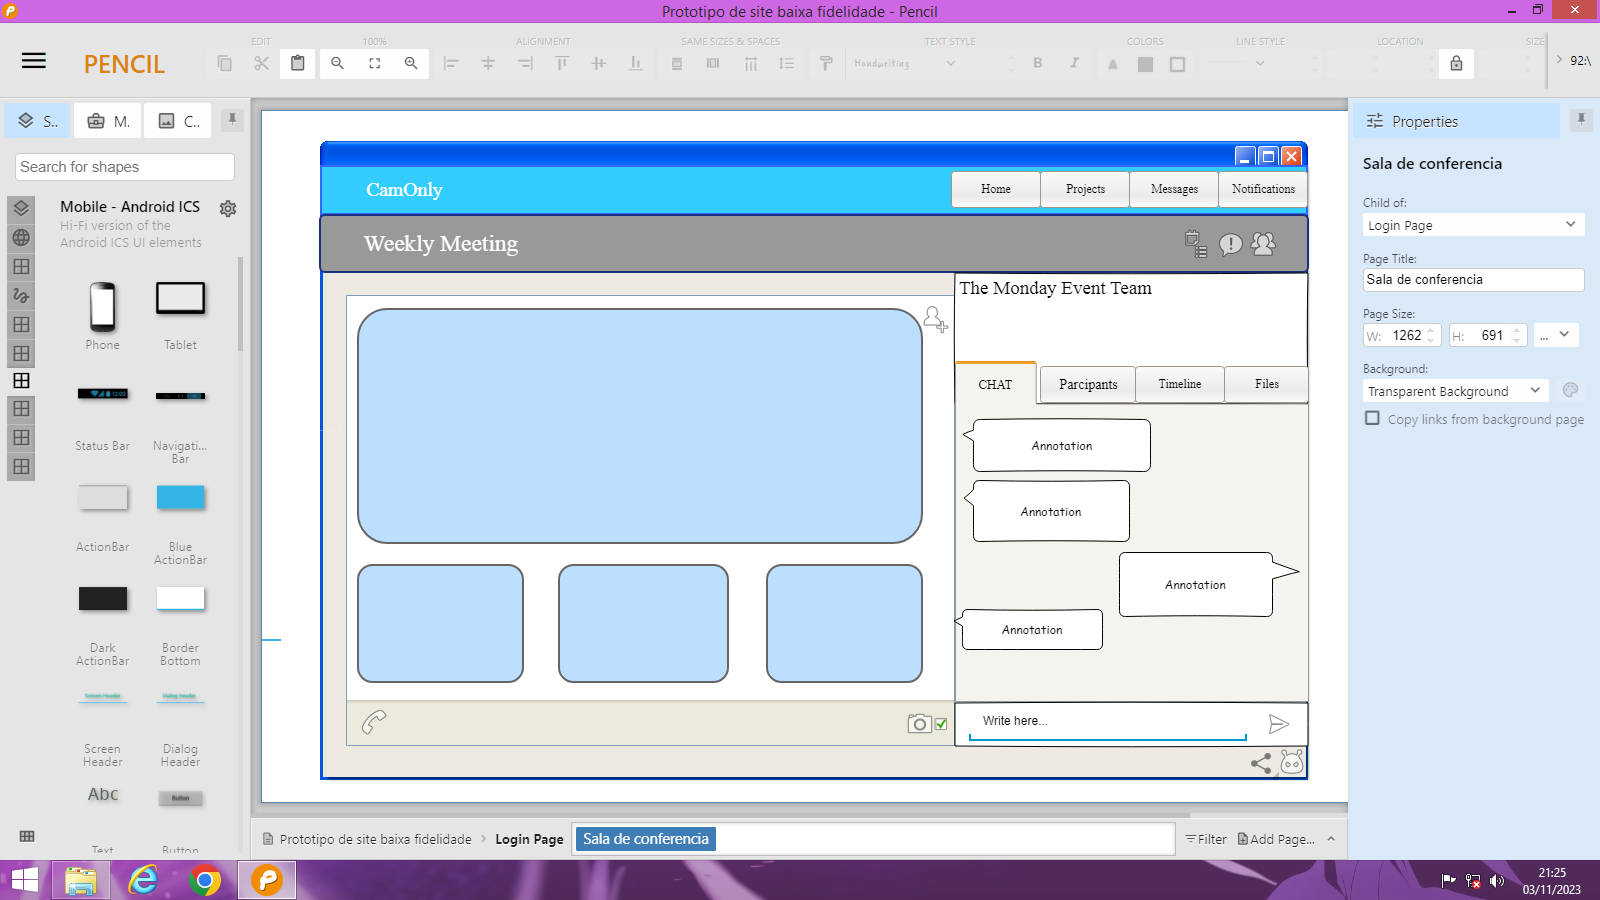 Prototipo de site baixa fidelidade - Pencil
EDIT
100%
ALIGNMENT
SAME SIZES & SPACES
TEXT STYLE
COLORS
LINE STYLE
LOCATION
SIZE
PENCIL
Handwriting
B
I
A
92:\
S..
M.
C..
Search for shapes
Mobile - Android ICS
Hi-Fi version of the
Android ICS UI elements
Phone
Tablet
Status Bar
Navigati...
Bar
ActionBar
Blue
ActionBar
Dark
ActionBar
Border
Bottom
Screen Header
Dialog Header
Screen
Header
Dialog
Header
Abc
Button
Text
Button
CamOnly
Home
Projects
Messages
Notifications
Weekly Meeting
The Monday Event Team
CHAT
Parcipants
Timeline
Files
Annotation
Annotation
Annotation
Annotation
Write here...
Properties
Sala de conferencia
Child of:
Login Page
Page Title:
Sala de conferencia
Page Size:
W: 1262
H: 691
...
Background:
Transparent Background
Copy links from background page
Prototipo de site baixa fidelidade
Login Page
Sala de conferencia
Filter
Add Page...
21:25
03/11/2023